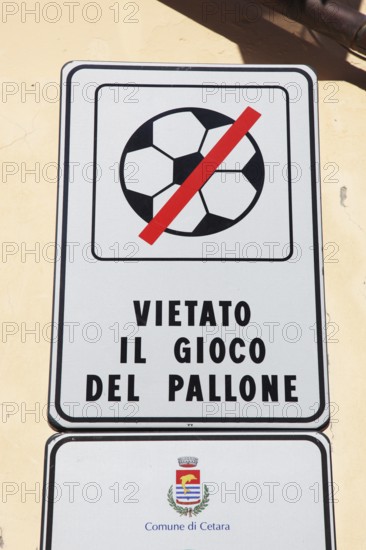 VIETATO
IL GIOCO
DEL PALLONE
Comune di Cetara